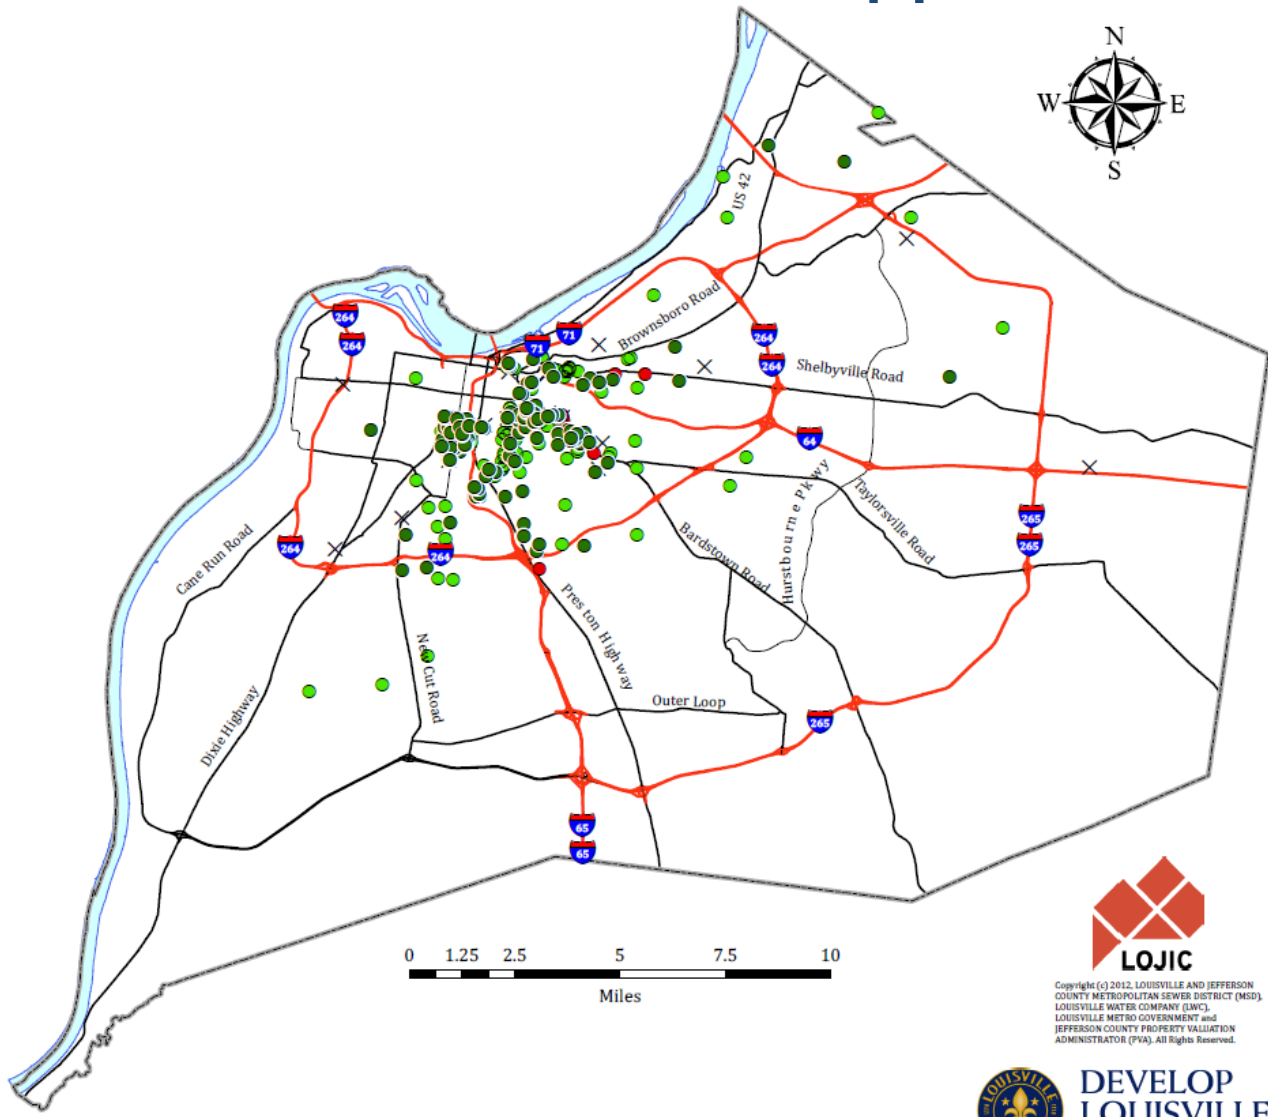 N
W
E
S
US 42
264
264
71
71
Brownsboro Road
264
264
Shelbyville Road
64
Hurstbourne Pkwy
Taylorsville Road
265
265
Cane Run Road
264
264
Bardstown Road
Preston Highway
New Cut Road
Dixie Highway
Outer Loop
265
65
65
0 1.25 2.5 5 7.5 10
Miles
LOJIC
Copyright (c) 2012, LOUISVILLE AND JEFFERSON
COUNTY METROPOLITAN SEWER DISTRICT (MSD),
LOUISVILLE WATER COMPANY (LWC),
LOUISVILLE METRO GOVERNMENT and
JEFFERSON COUNTY PROPERTY VALUATION
ADMINISTRATOR (PVA). All Rights Reserved.
LOUISVILLE
DEVELOP
LOUISVILLE